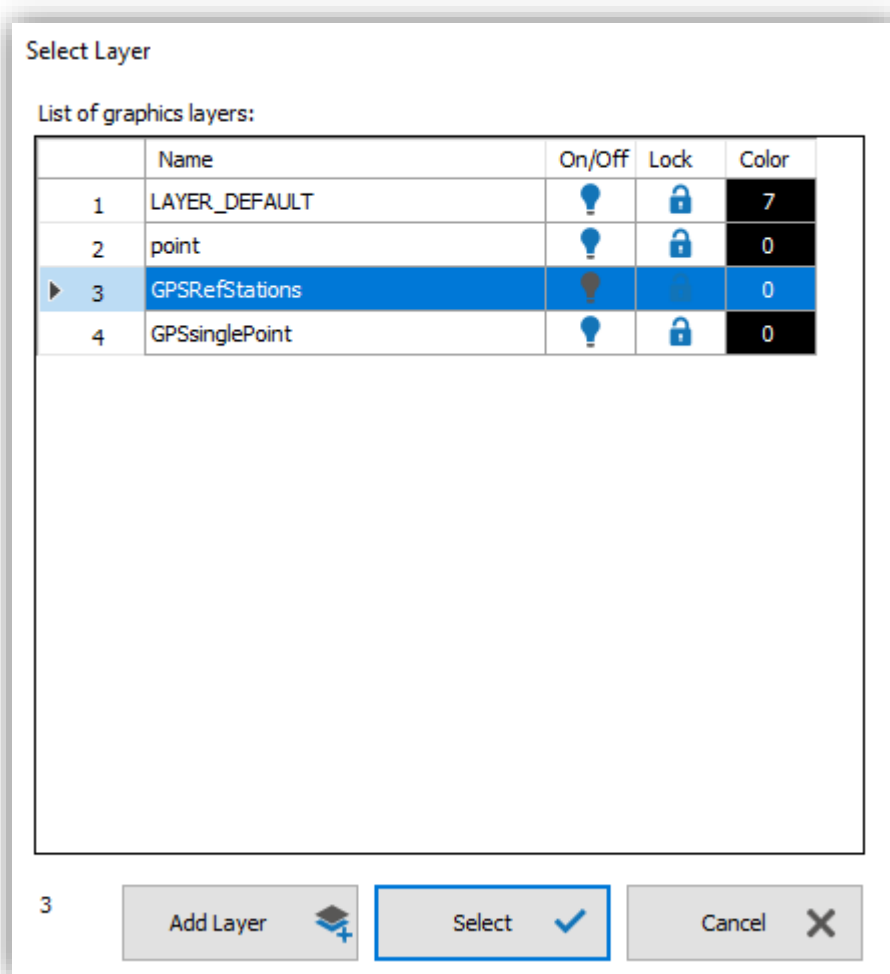 Select Layer
List of graphics layers:
Name On/Off Lock Color
1 LAYER_DEFAULT 7
2 point 0
3 GPSRefStations 0
4 GPSsinglePoint 0
3 Add Layer Select Cancel